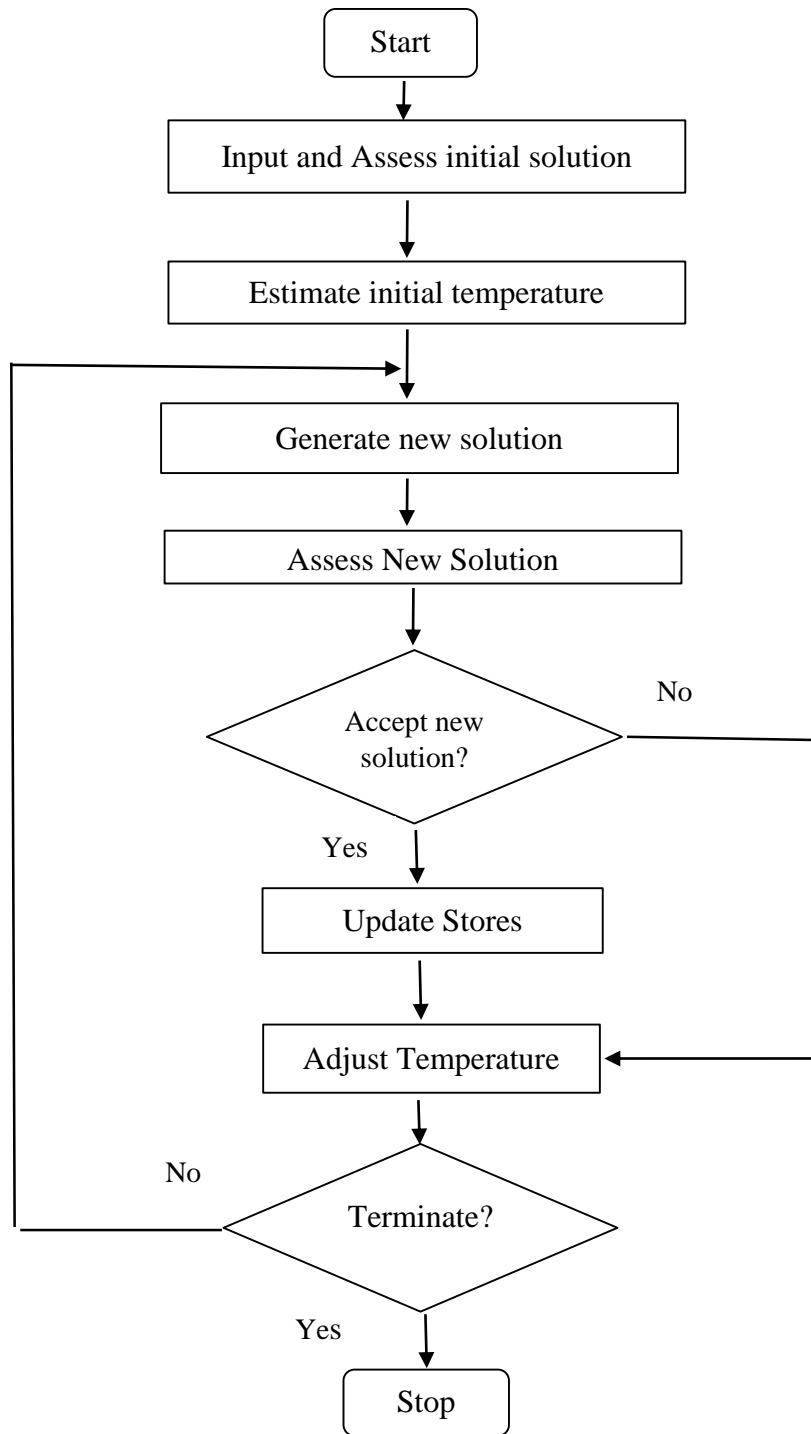 Start
Input and Assess initial solution
Estimate initial temperature
Generate new solution
Assess New Solution
Accept new
solution?
No
Yes
Update Stores
Adjust Temperature
No
Terminate?
Yes
Stop